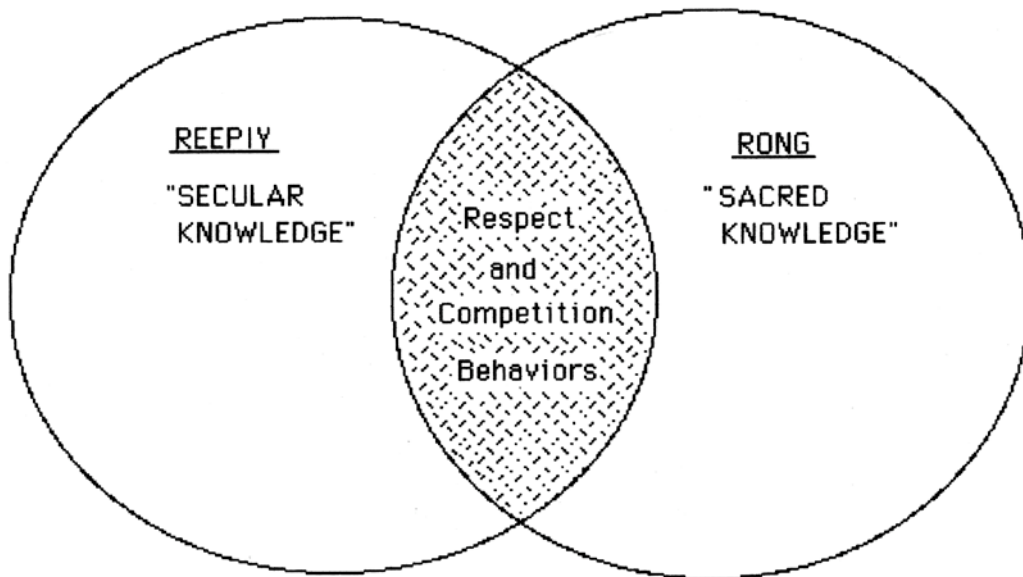 REEPIY
"SECULAR
KNOWLEDGE"
Respect
and
Competition
Behaviors
RONG
"SACRED
KNOWLEDGE"